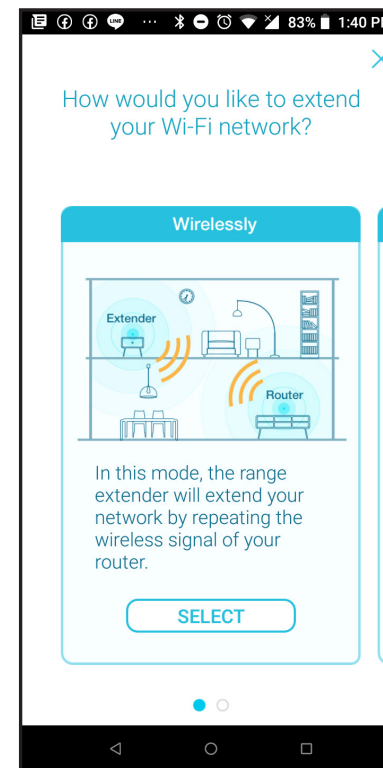 LINE
83% 1:40 P
How would you like to extend
your Wi-Fi network?
Wirelessly
Extender
Router
In this mode, the range
extender will extend your
network by repeating the
wireless signal of your
router.
SELECT